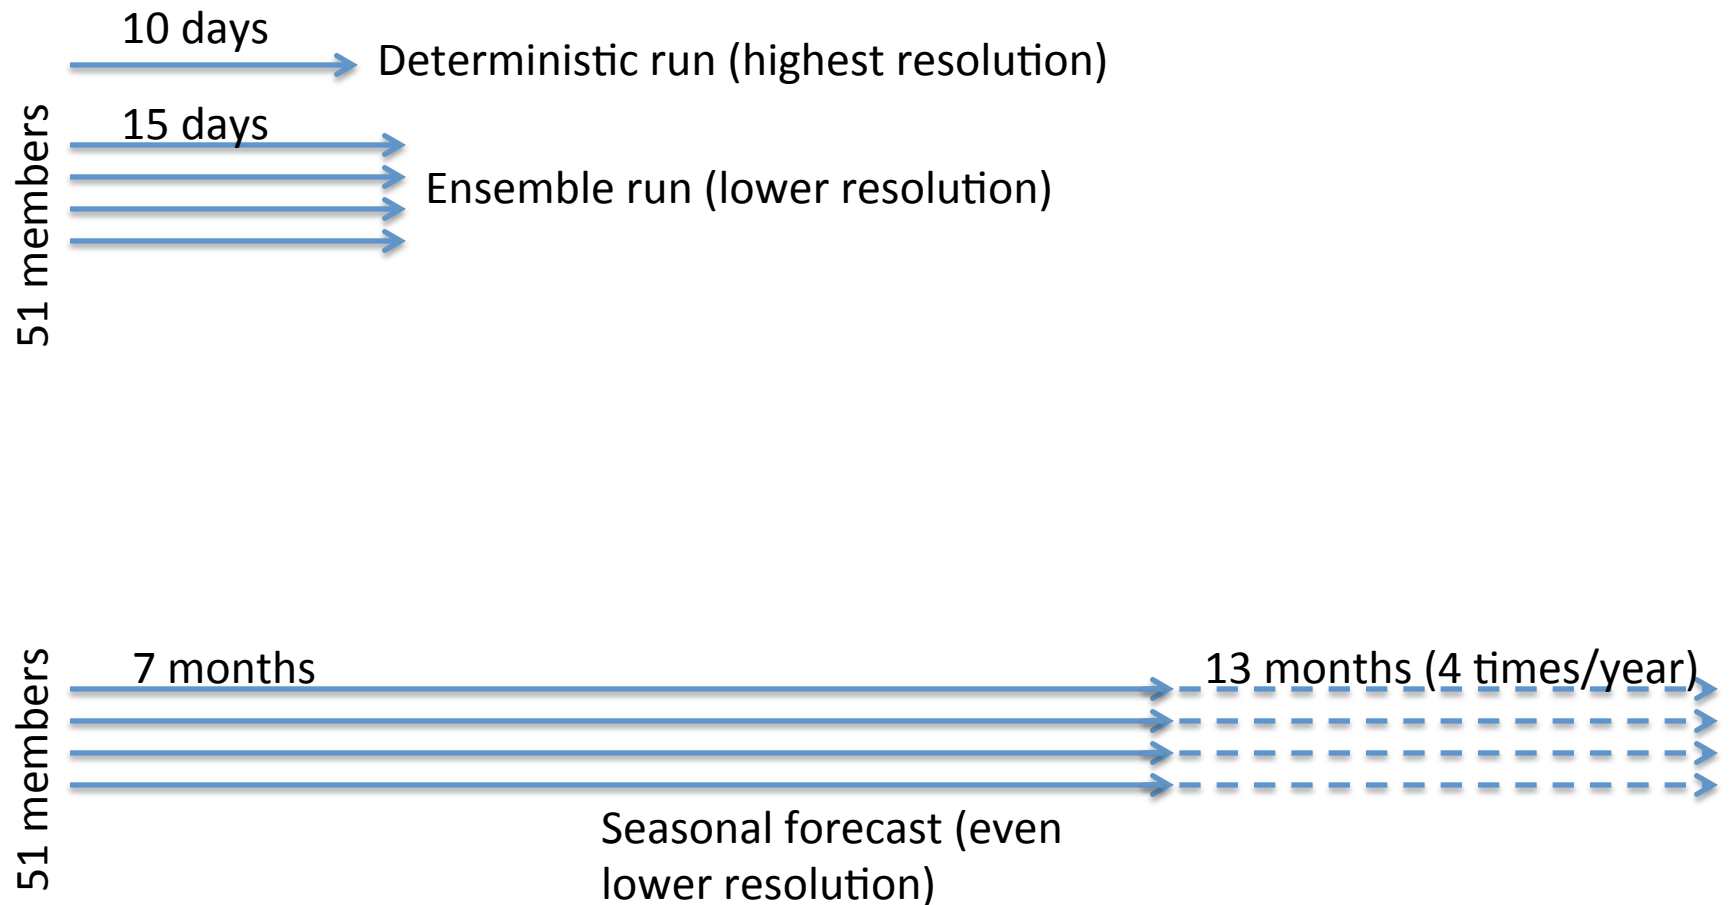 10 days
Deterministic run (highest resolution)
51 members
15 days
Ensemble run (lower resolution)
51 members
7 months
13 months (4 times/year)
Seasonal forecast (even
lower resolution)